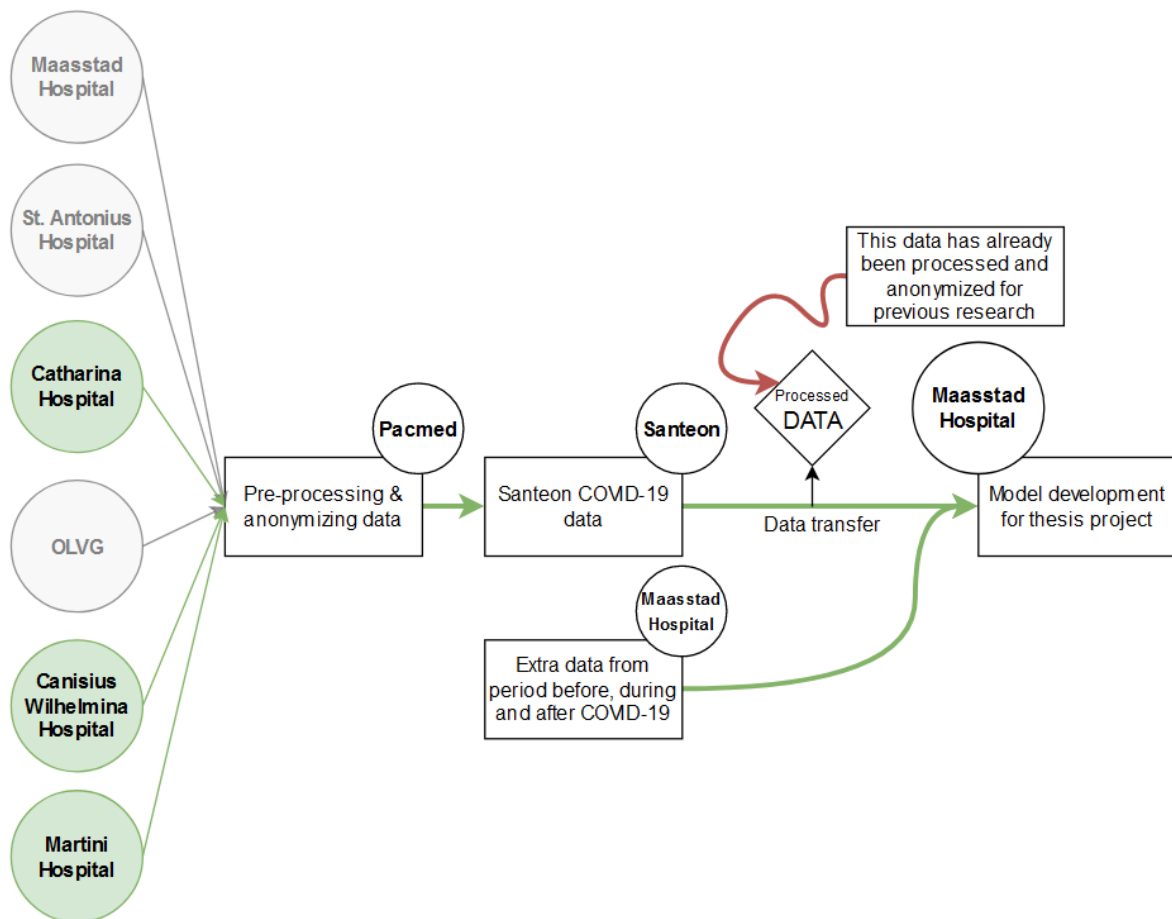 Maasstad
Hospital
St. Antonius
Hospital
Catharina
Hospital
OLVG
Canisius
Wilhelmina
Hospital
Martini
Hospital
Pacmed
Pre-processing &
anonymizing data
Santeon
Santeon COVID-19
data
This data has already
been processed and
anonymized for
previous research
Processed
DATA
Data transfer
Maasstad
Hospital
Extra data from
period before, during
and after COVID-19
Maasstad
Hospital
Model development
for thesis project